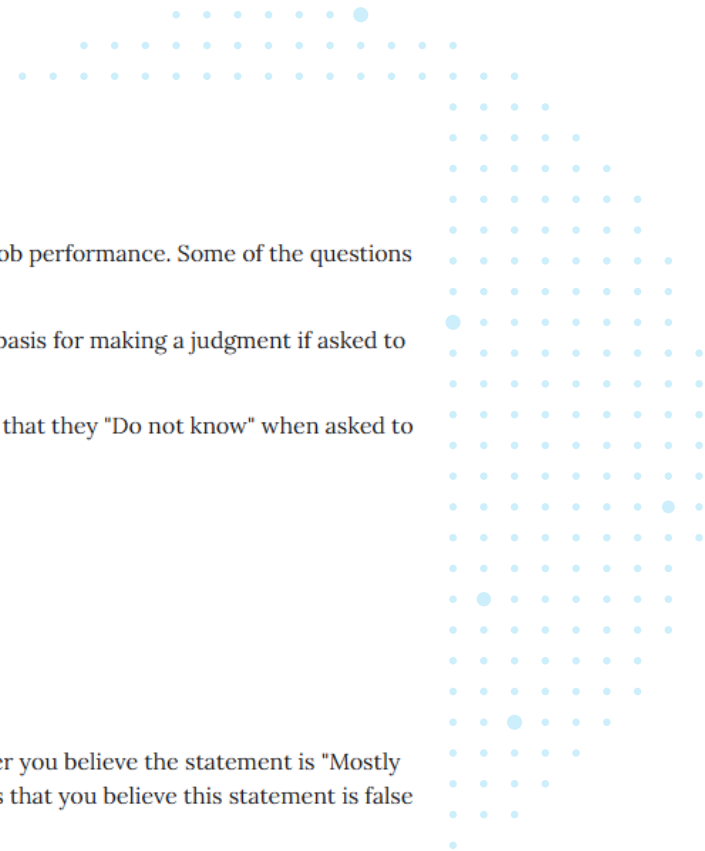 ob performance. Some of the questions
basis for making a judgment if asked to
that they "Do not know" when asked to
er you believe the statement is "Mostly
s that you believe this statement is false